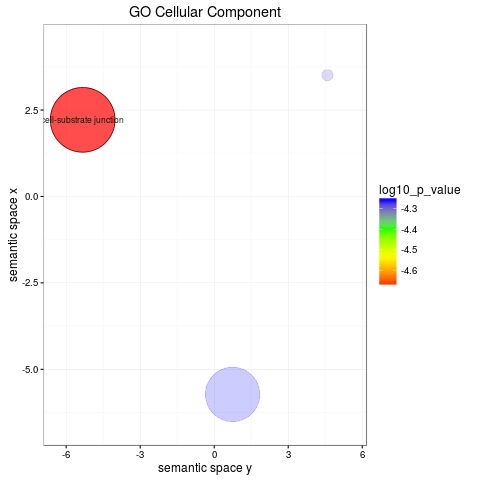 GO Cellular Component
2.5
0.0
-2.5
-5.0
semantic space x
cell-substrate junction
-6
-3
0
3
6
semantic space y
log10_p_value
-4.3
-4.4
-4.5
-4.6